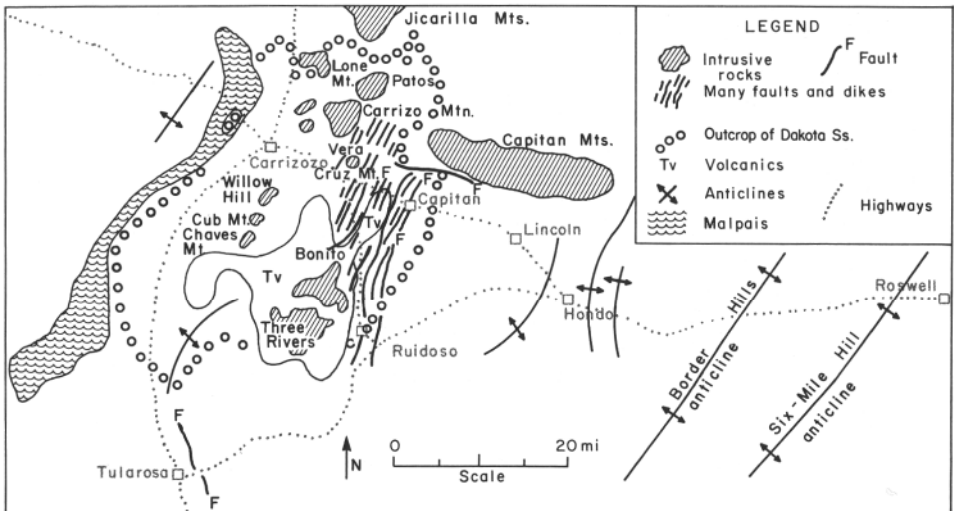 Jicarilla Mts.
Lone
Mt.
Patos
Carrizo Mtn.
Capitan Mts.
Carrizozo
Vera
Cruz Mt.
F
F
F
Willow
Hill
Capitan
Cub Mt.
Chaves
Mt.
Tv
F
Lincoln
Bonito
Tv
Three
Rivers
Ruidoso
Hondo
Roswell
Border Hills
anticline
Six-Mile Hill
anticline
F
Tularosa
F
N
0 20 mi
Scale
LEGEND
Intrusive
rocks
F
Fault
Many faults and dikes
Outcrop of Dakota Ss.
Tv Volcanics
Anticlines
Highways
Malpais